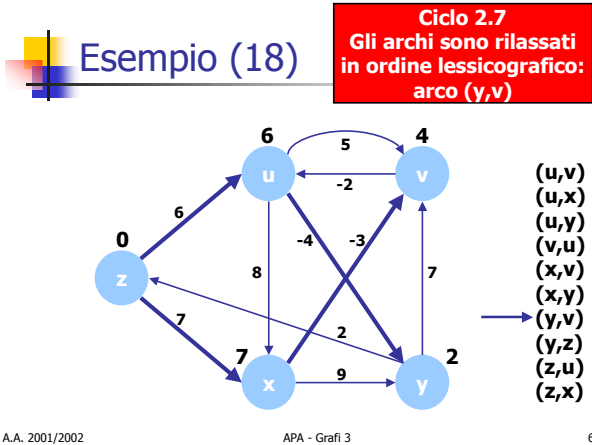 Esempio (18)
Ciclo 2.7
Gli archi sono rilassati
in ordine lessicografico:
arco (y,v)
6
5
4
u
v
-2
6
-4
-3
0
z
8
7
7
2
7
x
9
y
2
(u,v)
(u,x)
(u,y)
(v,u)
(x,v)
(x,y)
(y,v)
(y,z)
(z,u)
(z,x)
A.A. 2001/2002
APA - Grafi 3
6